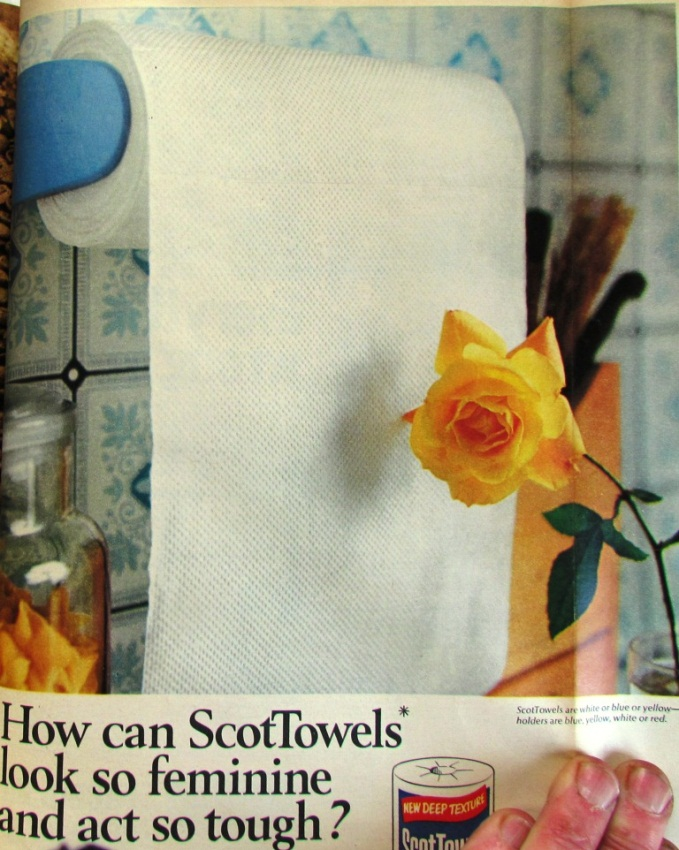 ScotTowels are white or blue or yellow—
holders are blue, yellow, white or red.
How can ScotTowels*
look so feminine
and act so tough?
NEW DEEP TEXTURE